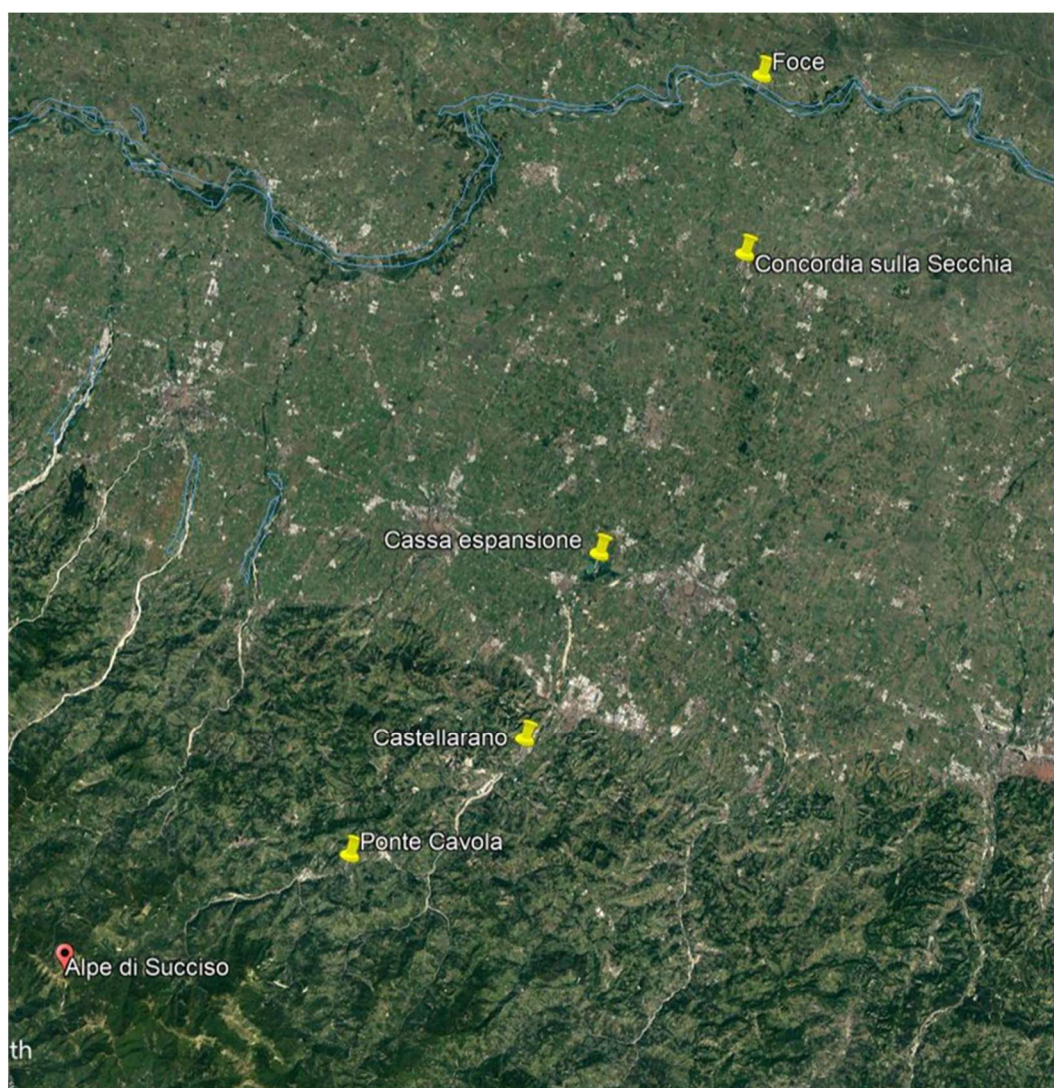 Foce
Concordia sulla Secchia
Cassa espansione
Castellarano
Ponte Cavola
Alpe di Succiso
th